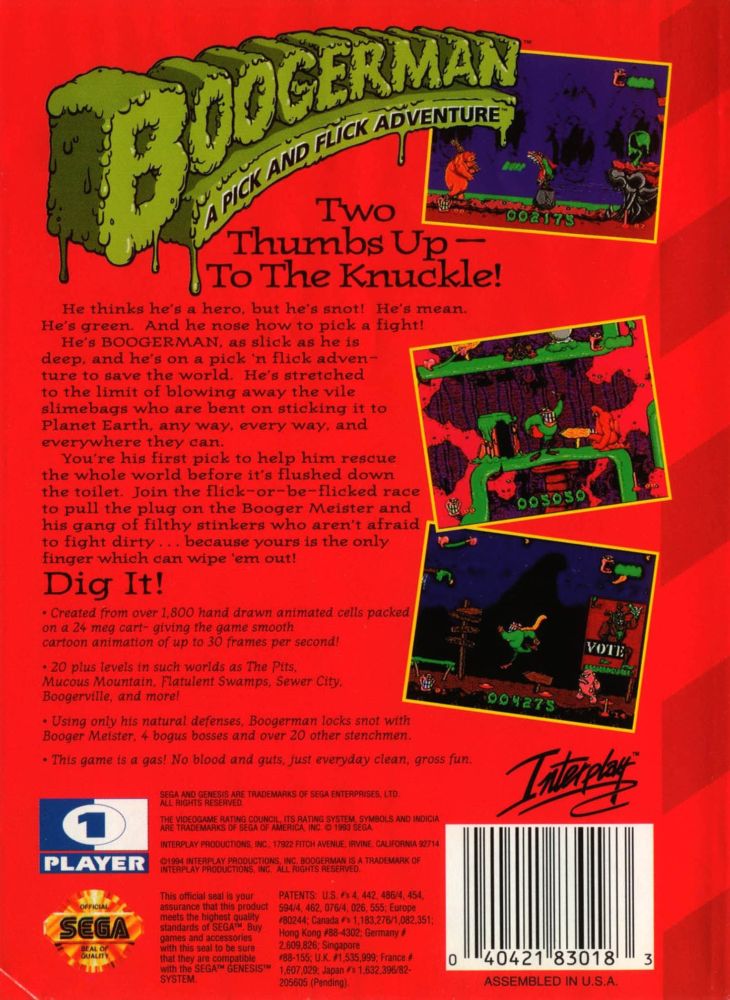 BOOGERMAN™
A PICK AND FLICK ADVENTURE
Two
Thumbs Up –
To The Knuckle!
He thinks he's a hero, but he's snot! He's mean.
He's green. And he nose how to pick a fight!
He's BOOGERMAN, as slick as he is
deep, and he's on a pick 'n flick adven-
ture to save the world. He's stretched
to the limit of blowing away the vile
slimebags who are bent on sticking it to
Planet Earth, any way, every way, and
everywhere they can.
You're his first pick to help him rescue
the whole world before it's flushed down
the toilet. Join the flick-or-be-flicked race
to pull the plug on the Booger Meister and
his gang of filthy stinkers who aren't afraid
to fight dirty . . . because yours is the only
finger which can wipe 'em out!
Dig It!
• Created from over 1,800 hand drawn animated cells packed
on a 24 meg cart- giving the game smooth
cartoon animation of up to 30 frames per second!
• 20 plus levels in such worlds as The Pits,
Mucous Mountain, Flatulent Swamps, Sewer City,
Boogerville, and more!
• Using only his natural defenses, Boogerman locks snot with
Booger Meister, 4 bogus bosses and over 20 other stenchmen.
• This game is a gas! No blood and guts, just everyday clean, gross fun.
BURP
002175
005050
VOTE
004275
Interplay™
1
PLAYER
SEGA AND GENESIS ARE TRADEMARKS OF SEGA ENTERPRISES, LTD.
ALL RIGHTS RESERVED.
THE VIDEOGAME RATING COUNCIL, ITS RATING SYSTEM, SYMBOLS AND INDICIA
ARE TRADEMARKS OF SEGA OF AMERICA, INC. © 1993 SEGA.
INTERPLAY PRODUCTIONS, INC., 17922 FITCH AVENUE, IRVINE, CALIFORNIA 92714
©1994 INTERPLAY PRODUCTIONS, INC. BOOGERMAN IS A TRADEMARK OF
INTERPLAY PRODUCTIONS, INC. ALL RIGHTS RESERVED.
OFFICIAL
SEGA
SEAL OF
QUALITY
This official seal is your
assurance that this product
meets the highest quality
standards of SEGA™. Buy
games and accessories
with this seal to be sure
that they are compatible
with the SEGA™ GENESIS™
SYSTEM.
PATENTS: U.S. #'s 4, 442, 486/4, 454,
594/4, 462, 076/4, 026, 555; Europe
#80244; Canada #'s 1,183,276/1,082,351;
Hong Kong #88-4302; Germany #
2,609,826; Singapore
#88-155; U.K. #1,535,999; France #
1,607,029; Japan #'s 1,632,396/82-
205605 (Pending).
0 40421 83018 3
ASSEMBLED IN U.S.A.